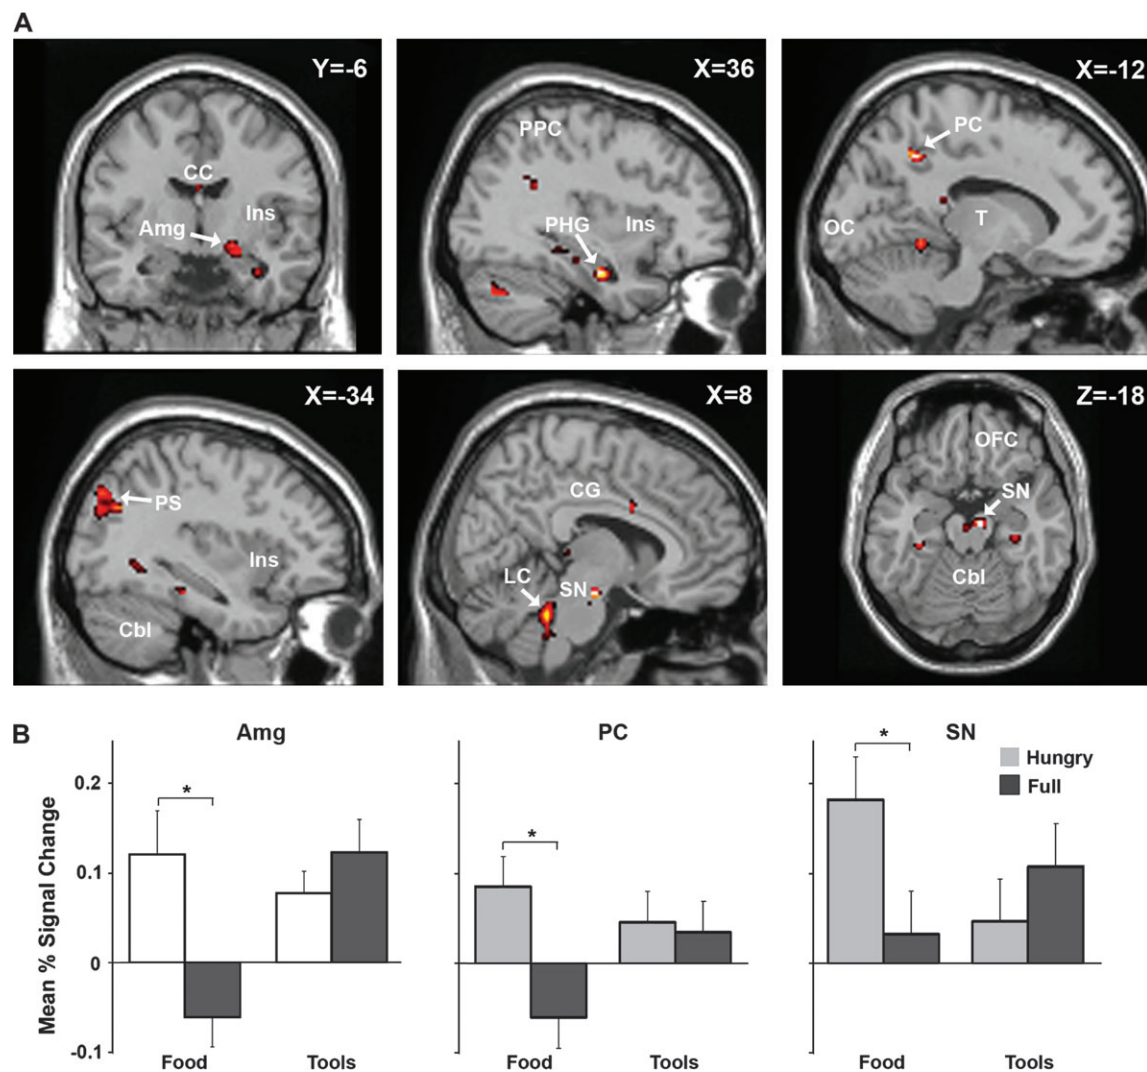 A
Y=-6
CC
Ins
Amg
X=36
PPC
PHG
Ins
X=-12
PC
OC
T
X=-34
PS
Ins
Cbl
X=8
CG
LC
SN
Z=-18
OFC
SN
Cbl
B
Amg
PC
SN
Mean % Signal Change
0.2
0.1
0
-0.1
*
Food
Tools
*
Food
Tools
*
Hungry
Full
Food
Tools